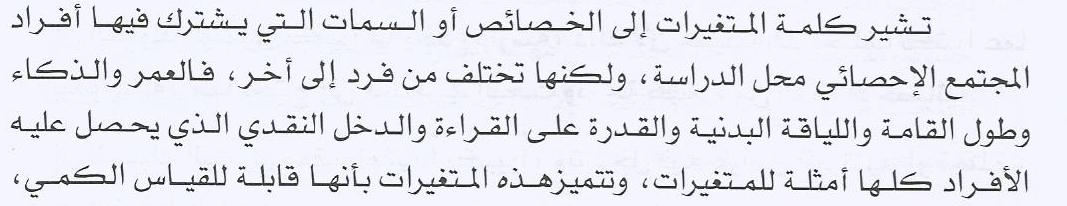 تشير كلمة المتغيرات إلى الخصائص أو السمات التي يشترك فيها أفراد
المجتمع الإحصائي محل الدراسة، ولكنها تختلف من فرد إلى أخر، فالعمر والذكاء
وطول القامة واللياقة البدنية والقدرة على القراءة والدخل النقدي الذي يحصل عليه
الأفراد كلها أمثلة للمتغيرات، وتتميزهذه المتغيرات بأنها قابلة للقياس الكمي،